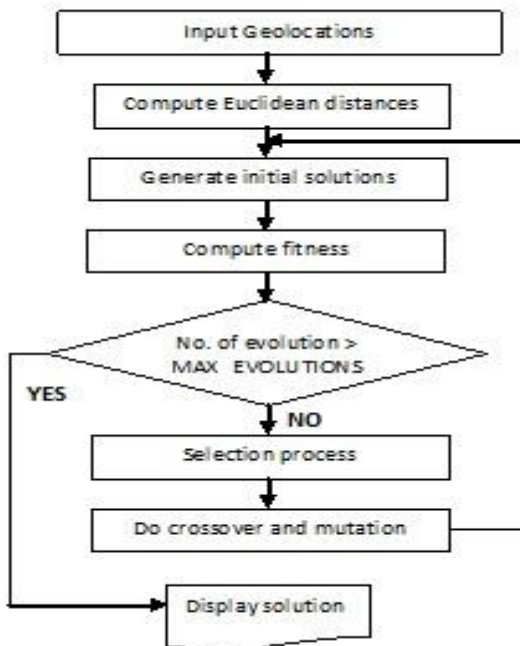 Input Geolocations
Compute Euclidean distances
Generate initial solutions
Compute fitness
No. of evolution >
MAX EVOLUTIONS
YES
NO
Selection process
Do crossover and mutation
Display solution